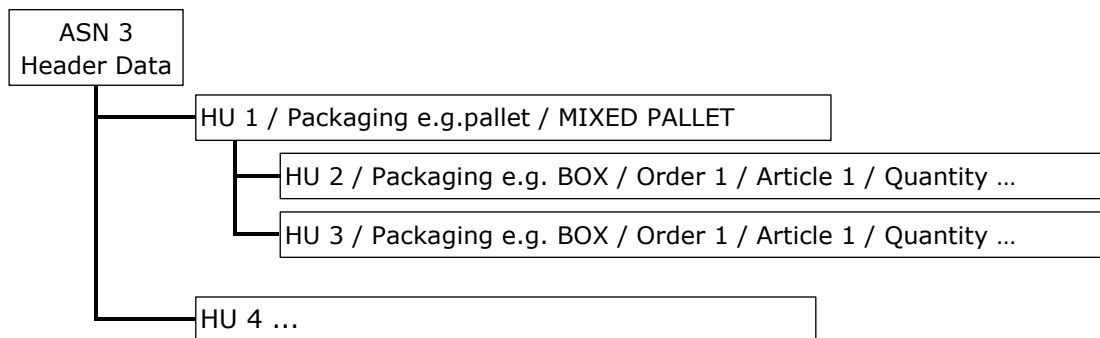 ASN 3
Header Data
HU 1 / Packaging e.g.pallet / MIXED PALLET
HU 2 / Packaging e.g. BOX / Order 1 / Article 1 / Quantity …
HU 3 / Packaging e.g. BOX / Order 1 / Article 1 / Quantity …
HU 4 ...